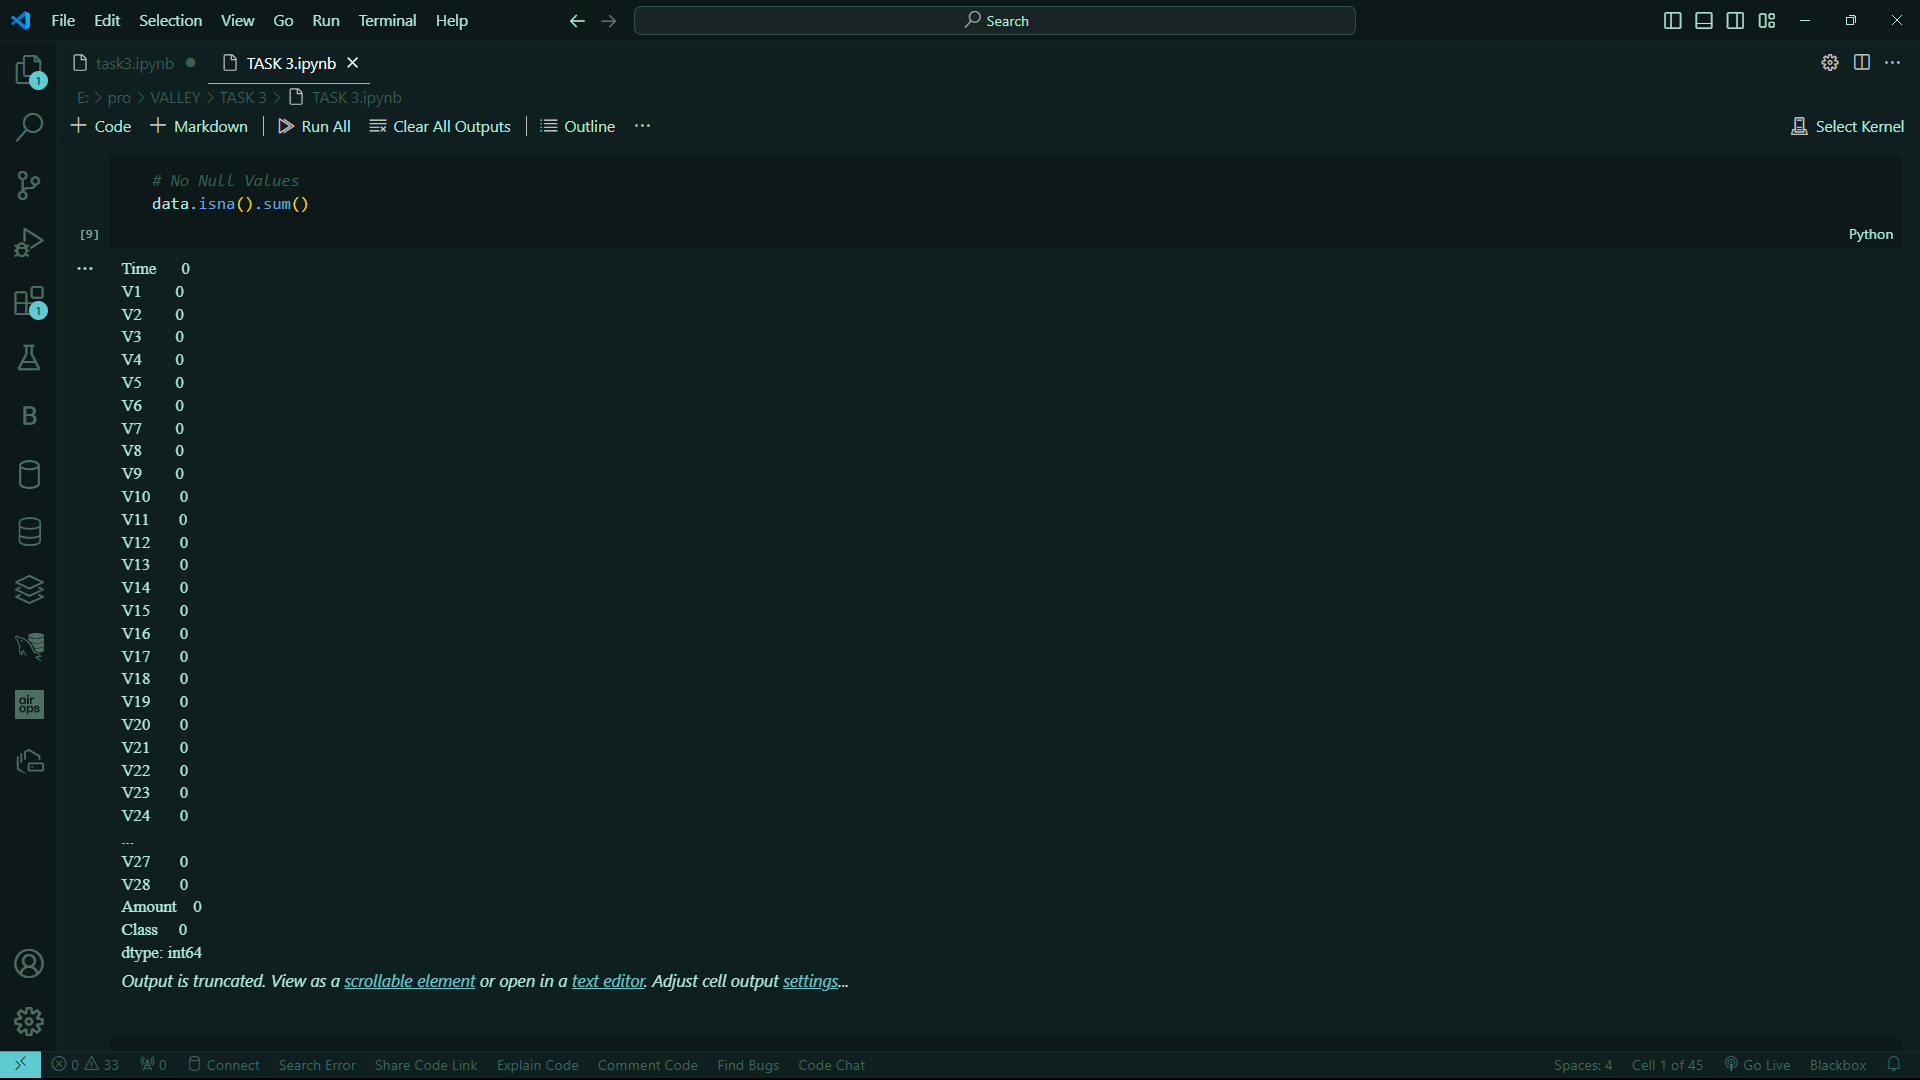 File Edit Selection View Go Run Terminal Help
Search
task3.ipynb TASK 3.ipynb
E: > pro > VALLEY > TASK 3 > TASK 3.ipynb
+ Code + Markdown Run All Clear All Outputs Outline ... Select Kernel
# No Null Values
data.isna().sum()
[9] Python
... Time 0
V1 0
V2 0
V3 0
V4 0
V5 0
V6 0
V7 0
V8 0
V9 0
V10 0
V11 0
V12 0
V13 0
V14 0
V15 0
V16 0
V17 0
V18 0
V19 0
V20 0
V21 0
V22 0
V23 0
V24 0
...
V27 0
V28 0
Amount 0
Class 0
dtype: int64
Output is truncated. View as a scrollable element or open in a text editor. Adjust cell output settings...
1
1
B
air
ops
0 33 0 Connect Search Error Share Code Link Explain Code Comment Code Find Bugs Code Chat Spaces: 4 Cell 1 of 45 Go Live Blackbox